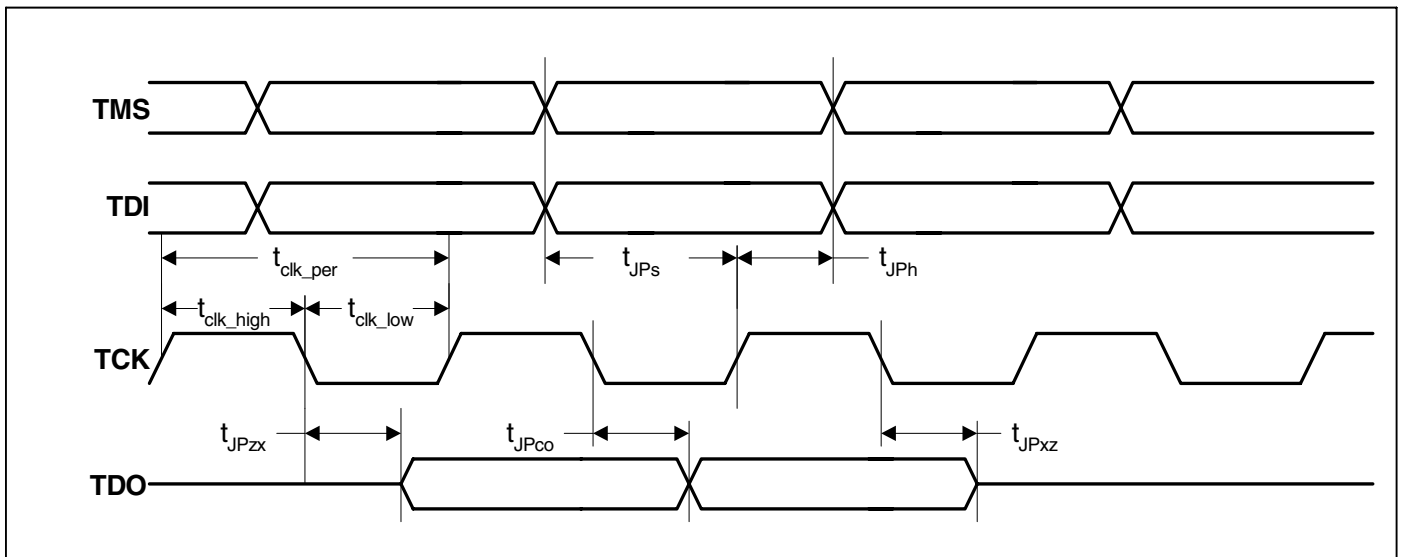 TMS
TDI
t_clk_per
t_JPs
t_JPh
t_clk_high
t_clk_low
TCK
t_JPzx
t_JPco
t_JPxz
TDO